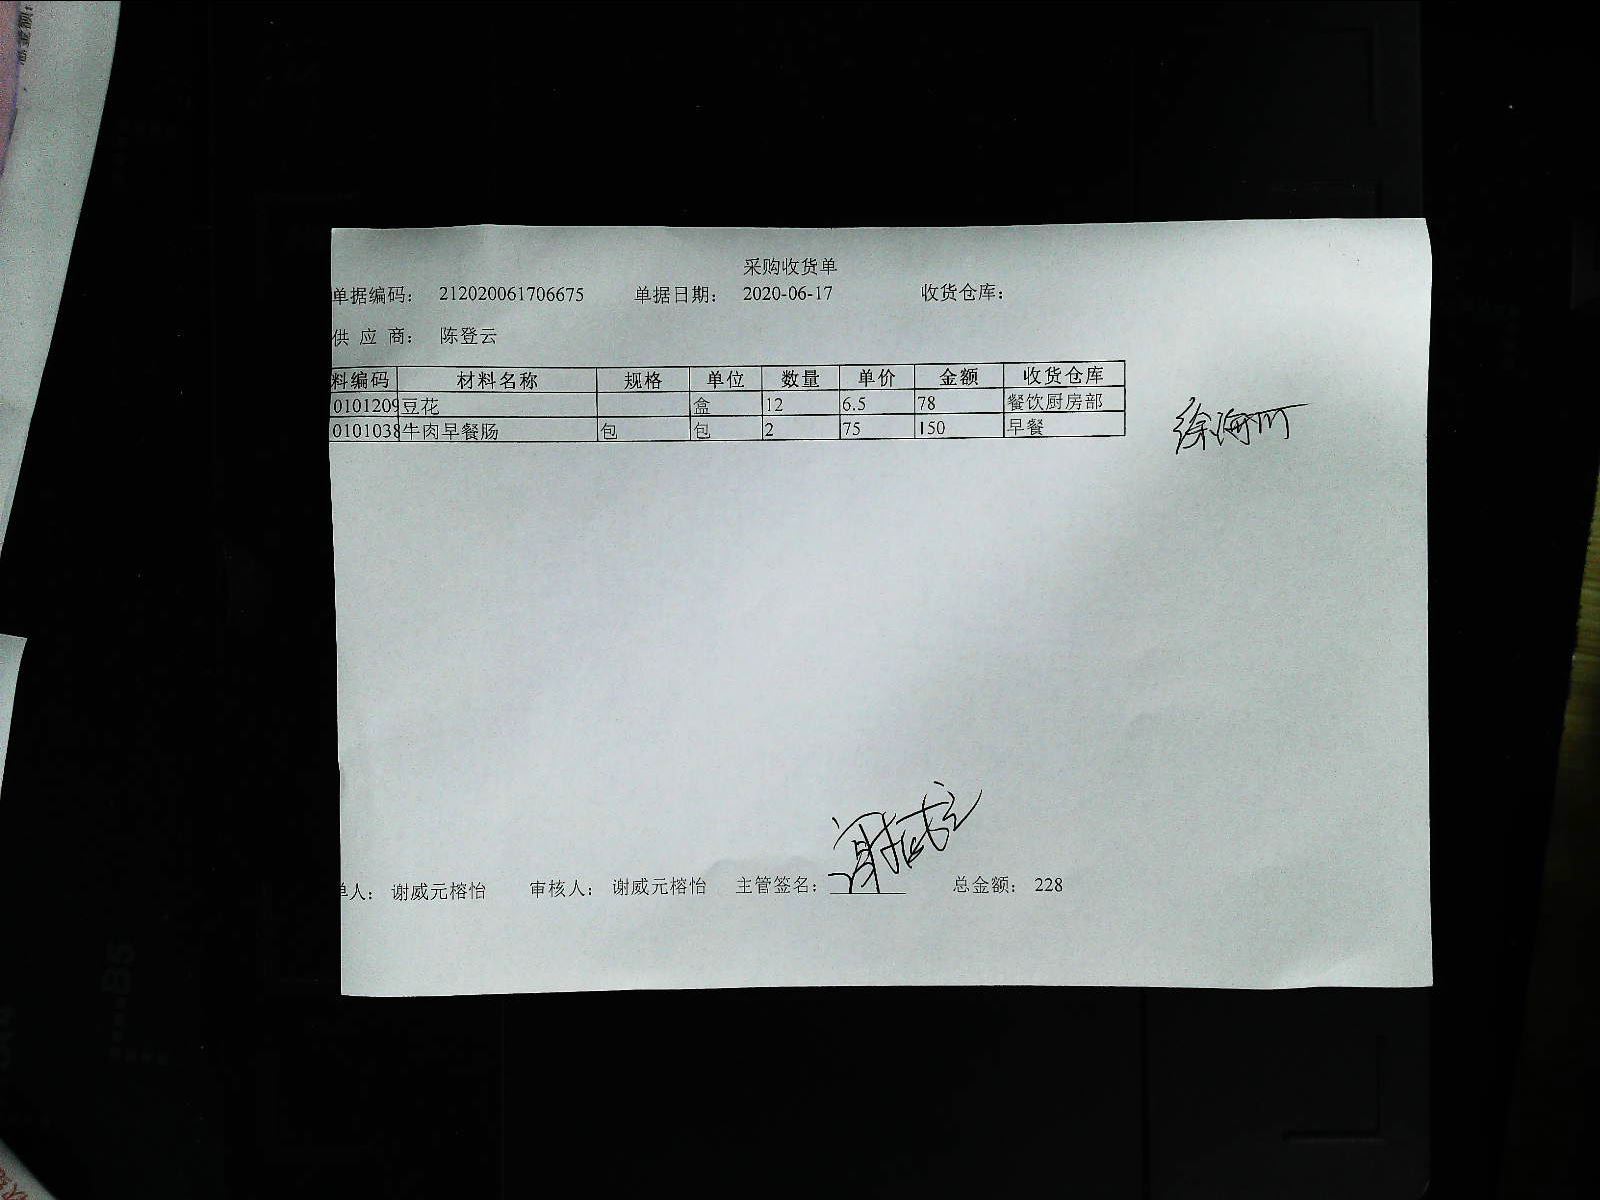 采购收货单
单据编码： 212020061706675 单据日期： 2020-06-17 收货仓库：
供 应 商： 陈登云
料编码 材料名称 规格 单位 数量 单价 金额 收货仓库
0101209 豆花 盒 12 6.5 78 餐饮厨房部
0101038 牛肉早餐肠 包 包 2 75 150 早餐
单人： 谢威元榕怡 审核人： 谢威元榕怡 主管签名： 总金额： 228